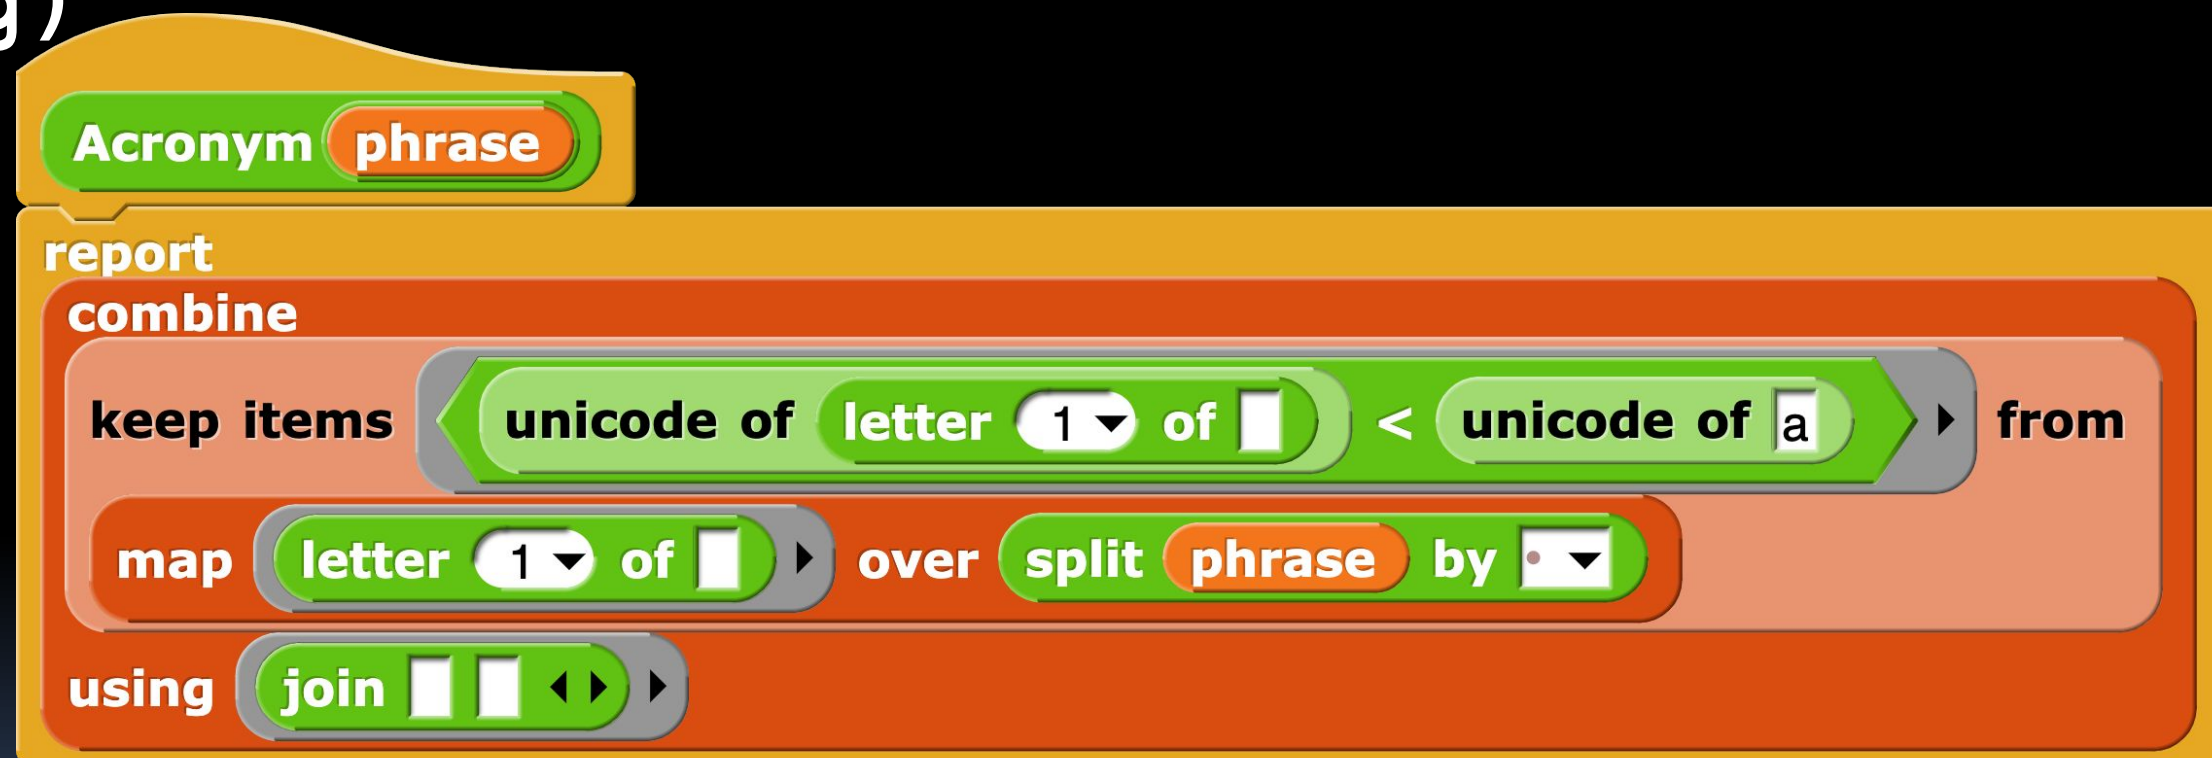 g)
Acronym phrase
report
combine
keep items unicode of letter 1 of < unicode of a from
map letter 1 of over split phrase by
using join